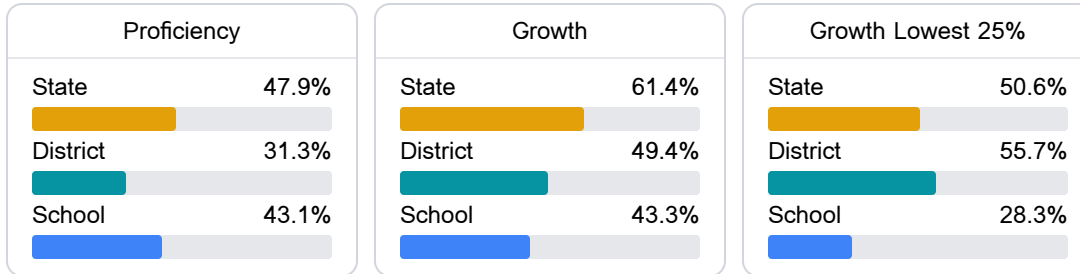 Proficiency
State 47.9%
District 31.3%
School 43.1%
Growth
State 61.4%
District 49.4%
School 43.3%
Growth Lowest 25%
State 50.6%
District 55.7%
School 28.3%